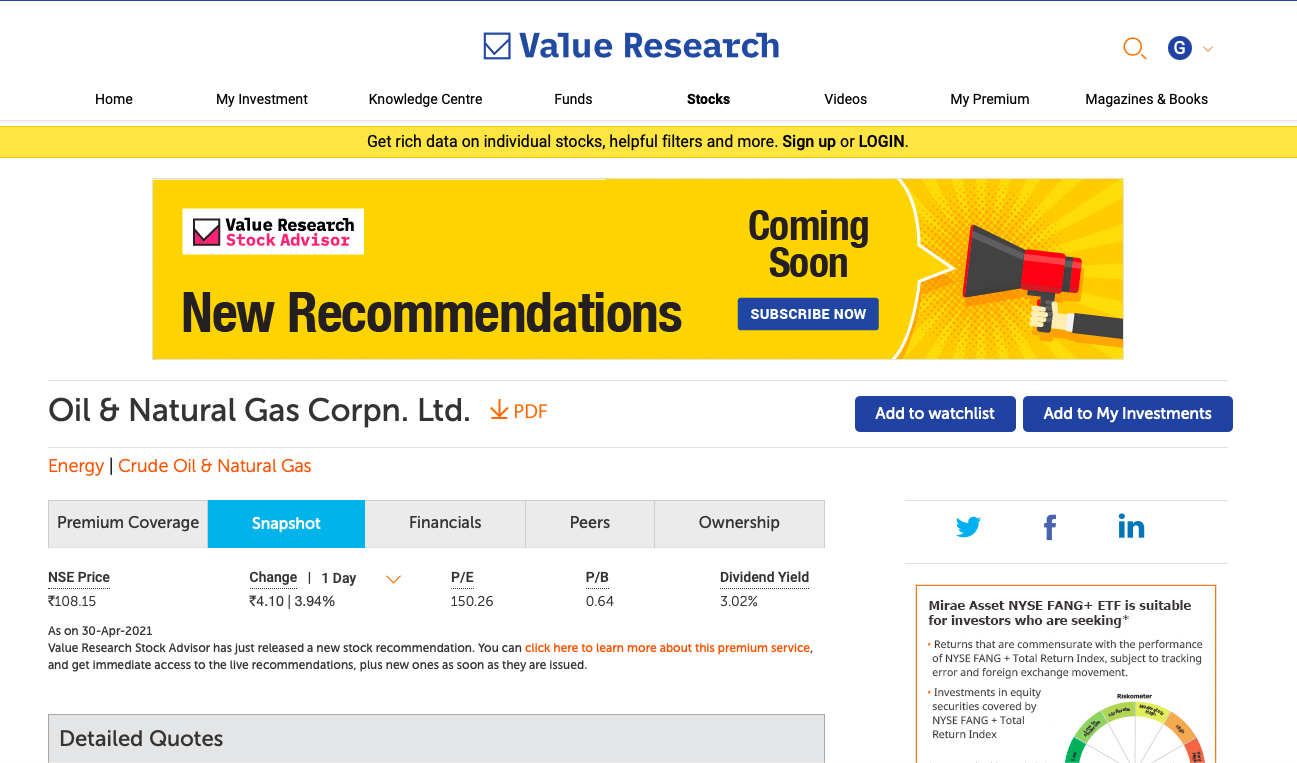 Value Research
G
Home My Investment Knowledge Centre Funds Stocks Videos My Premium Magazines & Books
Get rich data on individual stocks, helpful filters and more. Sign up or LOGIN.
Value Research
Stock Advisor
New Recommendations
Coming
Soon
SUBSCRIBE NOW
Oil & Natural Gas Corpn. Ltd. PDF
Add to watchlist Add to My Investments
Energy | Crude Oil & Natural Gas
Premium Coverage Snapshot Financials Peers Ownership
NSE Price Change | 1 Day P/E P/B Dividend Yield
₹108.15 ₹4.10 | 3.94% 150.26 0.64 3.02%
As on 30-Apr-2021
Value Research Stock Advisor has just released a new stock recommendation. You can click here to learn more about this premium service,
and get immediate access to the live recommendations, plus new ones as soon as they are issued.
Detailed Quotes
f in
Mirae Asset NYSE FANG+ ETF is suitable
for investors who are seeking*
• Returns that are commensurate with the performance
of NYSE FANG + Total Return Index, subject to tracking
error and foreign exchange movement.
• Investments in equity
securities covered by
NYSE FANG + Total
Return Index
Riskometer
Moderate
High
Low